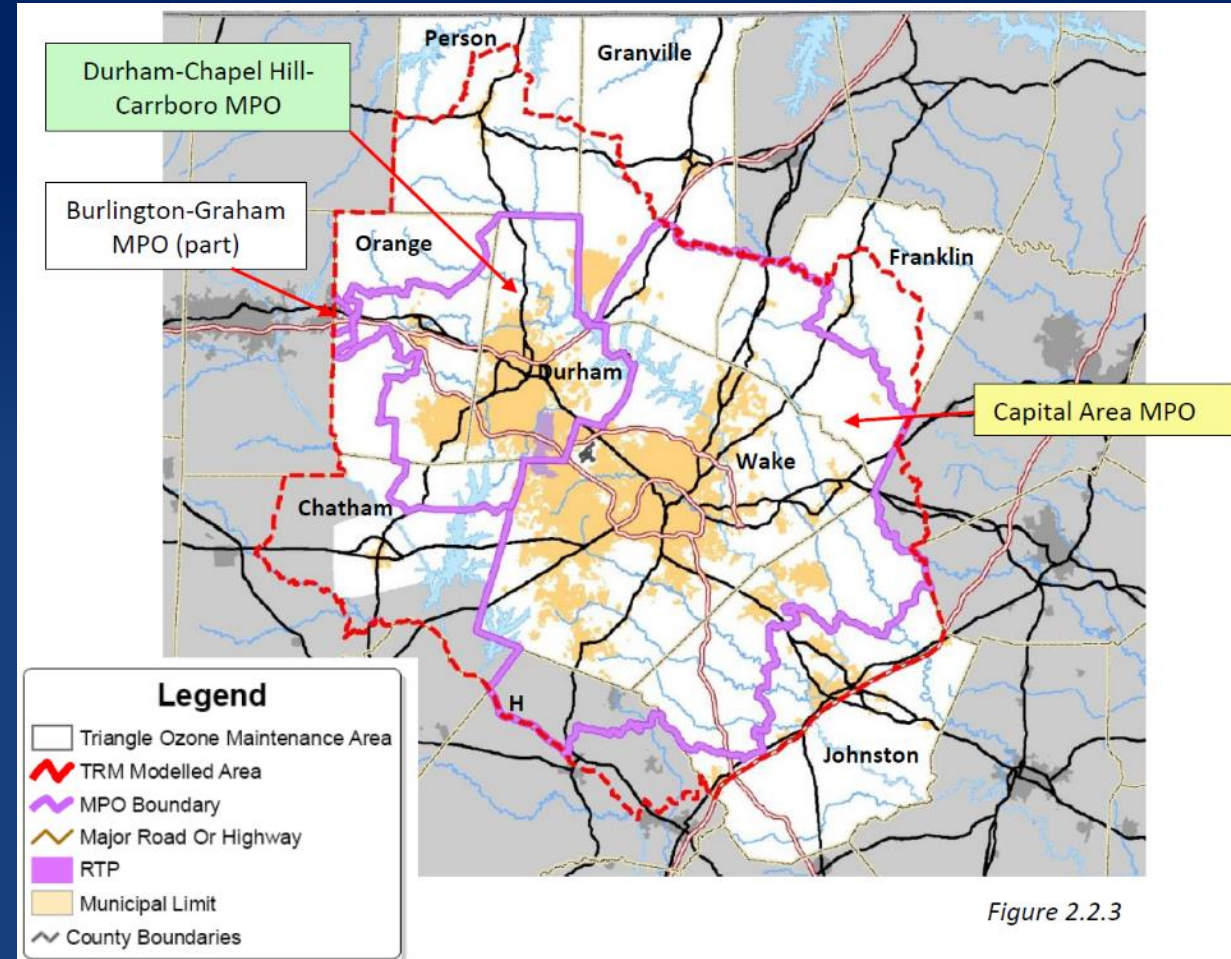 Person
Granville
Durham-Chapel Hill-
Carrboro MPO
Burlington-Graham
MPO (part)
Orange
Franklin
Durham
Capital Area MPO
Wake
Chatham
H
Johnston
Legend
Triangle Ozone Maintenance Area
TRM Modelled Area
MPO Boundary
Major Road Or Highway
RTP
Municipal Limit
County Boundaries
Figure 2.2.3